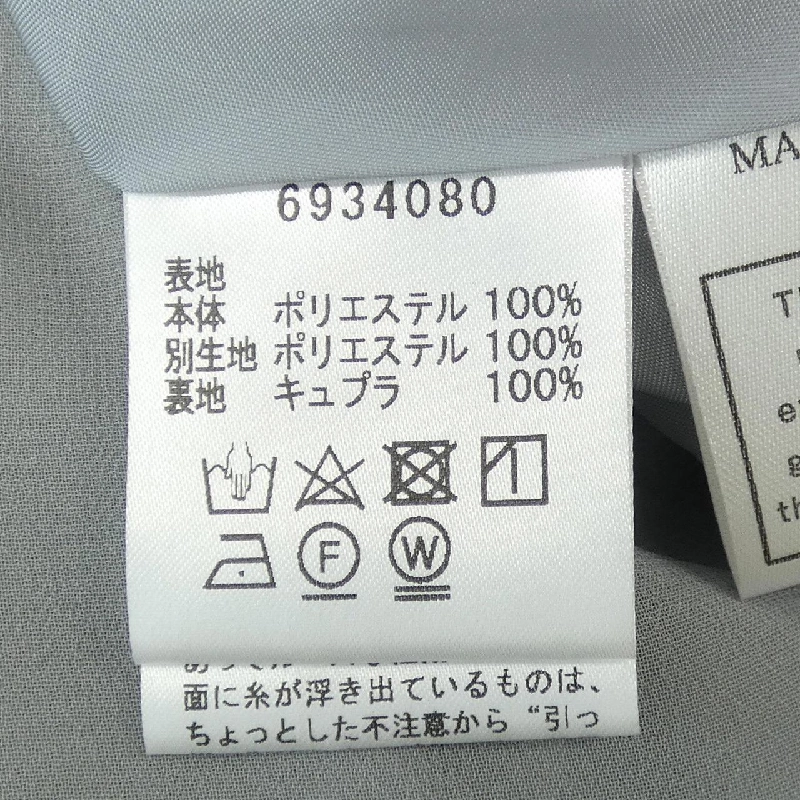 6934080
表地
本体 ポリエステル 100%
別生地 ポリエステル 100%
裏地 キュプラ 100%
F W
面に糸が浮き出ているものは、
ちょっとした不注意から“引っ
MA